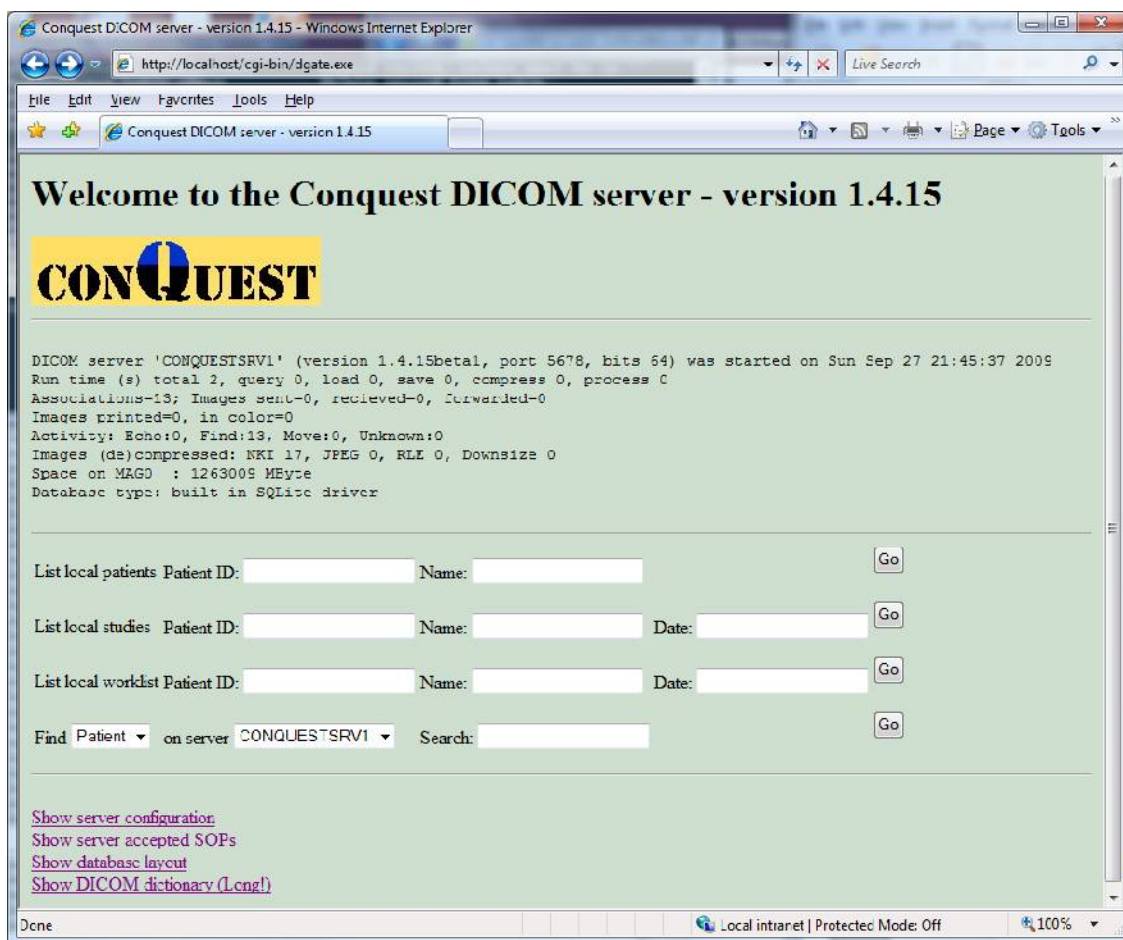 Conquest DICOM server - version 1.4.15 - Windows Internet Explorer
http://localhost/cgi-bin/dgate.exe
Live Search
File Edit View Favorites Tools Help
Conquest DICOM server - version 1.4.15
Page Tools
Welcome to the Conquest DICOM server - version 1.4.15
CONQUEST
DICOM server 'CONQUESTSRV1' (version 1.4.15beta1, port 5678, bits 64) was started on Sun Sep 27 21:45:37 2009
Run time (s) total 2, query 0, load 0, save 0, compress 0, process 0
Associations=13; Images sent=0, recieved=0, forwarded=0
Images printed=0, in color=0
Activity: Echo:0, Find:13, Move:0, Unknown:0
Images (de)compressed: NKI 17, JPEG 0, RLE 0, Downsize 0
Space on MAG0 : 1263009 MByte
Database type: built in SQLite driver
List local patients Patient ID: Name: Go
List local studies Patient ID: Name: Date: Go
List local worklist Patient ID: Name: Date: Go
Find Patient on server CONQUESTSRV1 Search: Go
Show server configuration
Show server accepted SOPs
Show database layout
Show DICOM dictionary (Long!)
Done Local intranet | Protected Mode: Off 100%